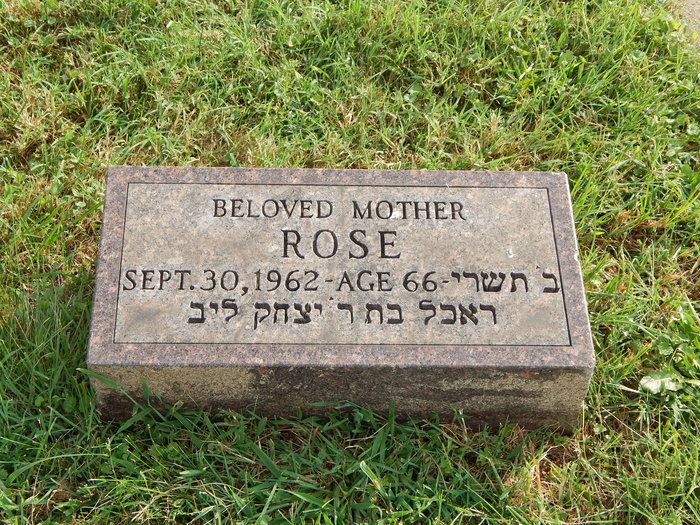 BELOVED MOTHER
ROSE
SEPT. 30, 1962 - AGE 66 - ב׳ תשרי
ראכל בת ר׳ יצחק ליב